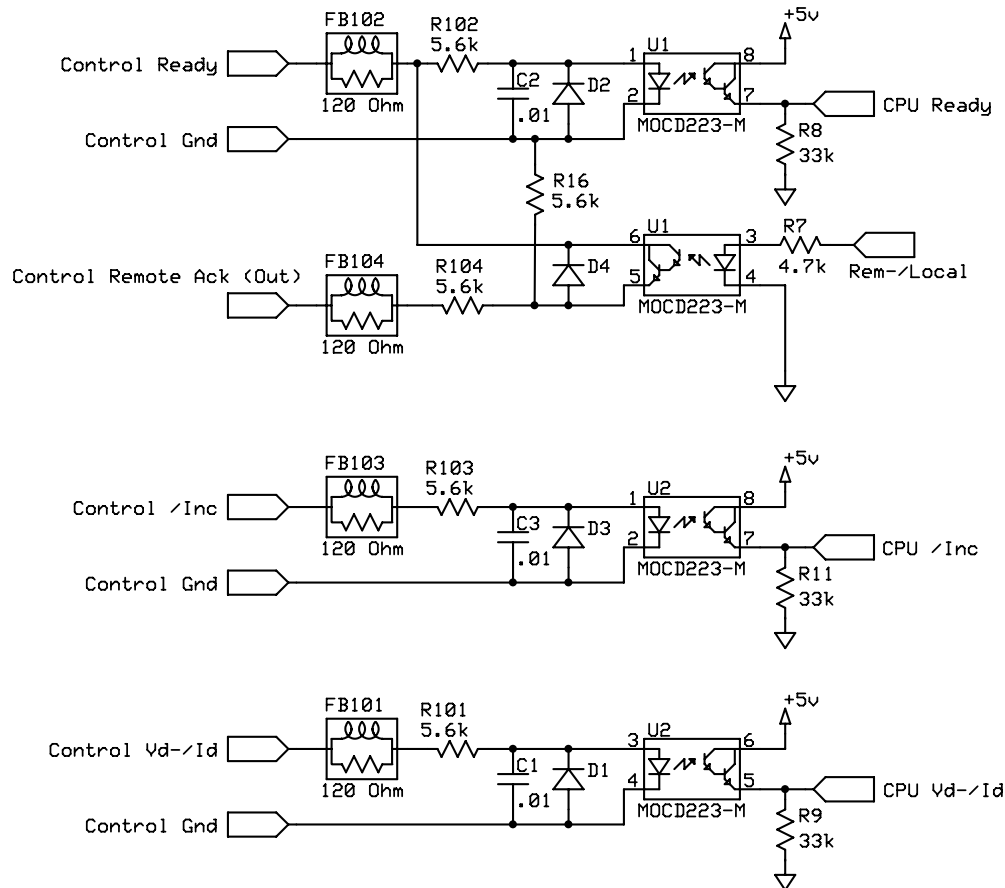 FB102
R102
5.6k
Control Ready
120 Ohm
C2
.01
D2
1
2
U1
8
7
MOCD223-M
+5v
CPU Ready
R8
33k
Control Gnd
R16
5.6k
Control Remote Ack (Out)
FB104
120 Ohm
R104
5.6k
D4
6
5
U1
3
4
MOCD223-M
R7
4.7k
Rem-/Local
FB103
R103
5.6k
Control /Inc
120 Ohm
C3
.01
D3
1
2
U2
8
7
MOCD223-M
+5v
CPU /Inc
R11
33k
Control Gnd
FB101
R101
5.6k
Control Yd-/Id
120 Ohm
C1
.01
D1
3
4
U2
6
5
MOCD223-M
+5v
CPU Yd-/Id
R9
33k
Control Gnd